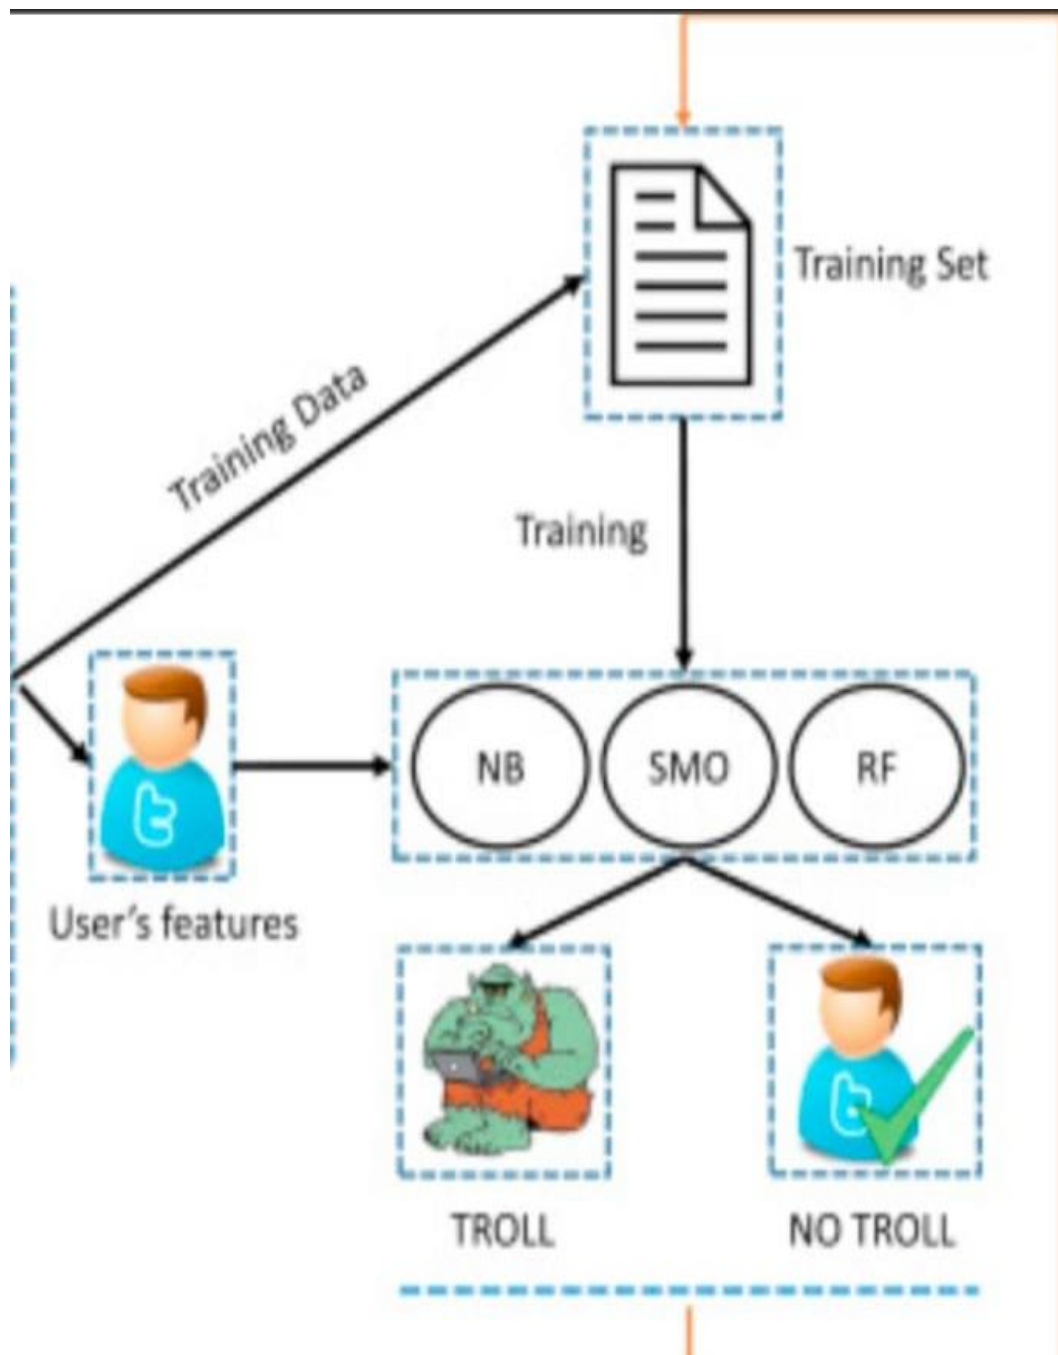 Training Set
Training Data
Training
NB
SMO
RF
User's features
TROLL
NO TROLL